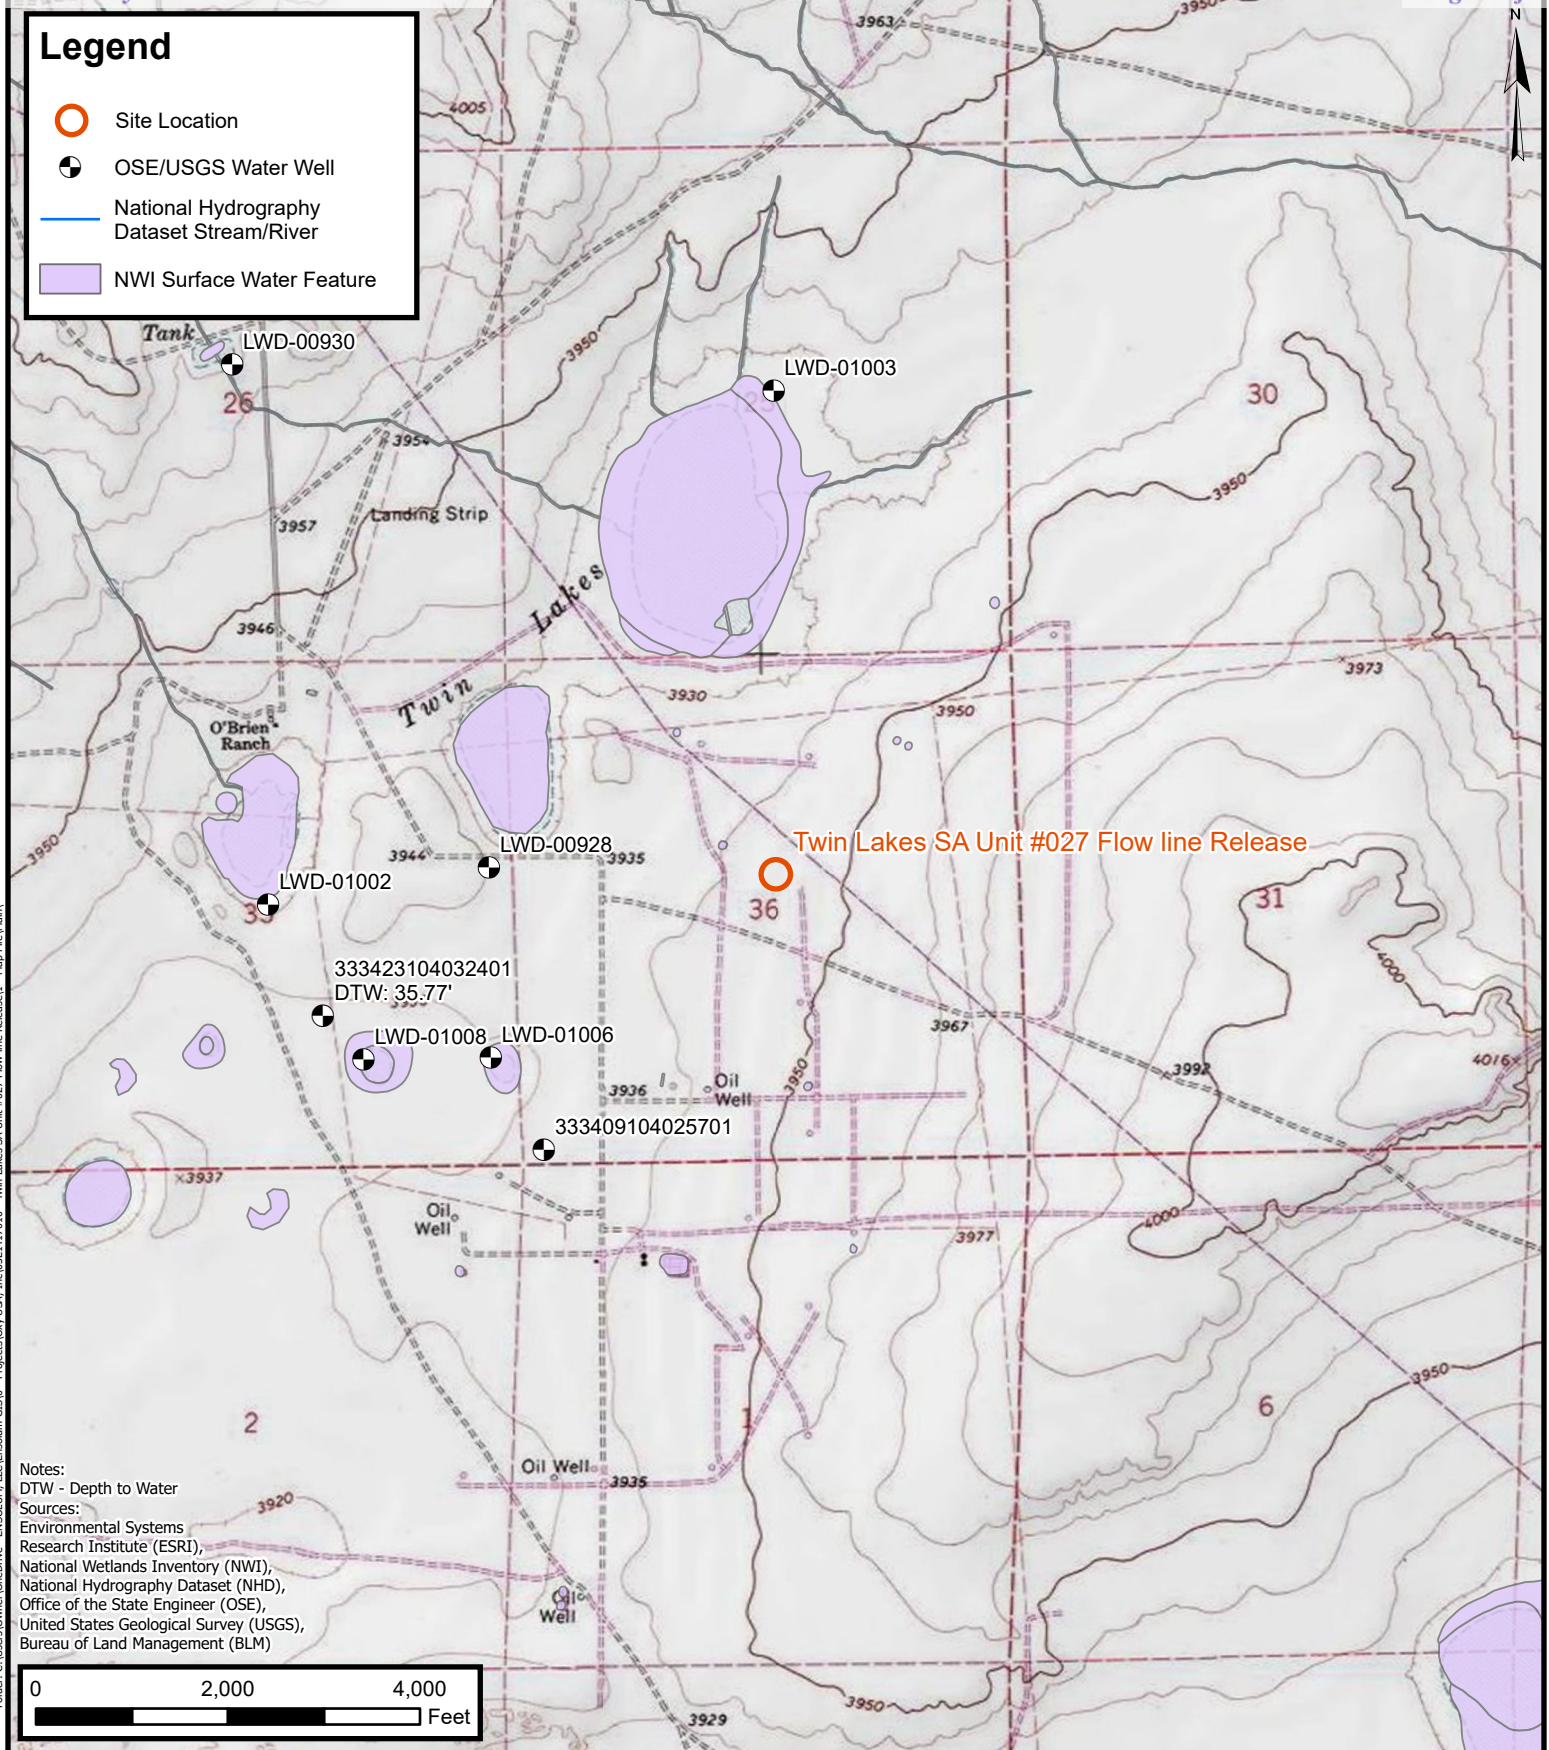 Legend
Site Location
OSE/USGS Water Well
National Hydrography
Dataset Stream/River
NWI Surface Water Feature
N
3963
3950
4005
Tank
LWD-00930
3950
LWD-01003
26
30
3954
3950
Landing Strip
3957
Twin Lakes
3946
3973
3930
3950
O'Brien
Ranch
Twin Lakes SA Unit #027 Flow line Release
LWD-00928
3944
3935
3950
LWD-01002
31
36
333423104032401
DTW: 35.77'
4000
3967
LWD-01008
LWD-01006
4016
3992
3950
3936
Oil
Well
333409104025701
3937
Oil
Well
4000
3977
3950
2
1
6
Oil Well
3935
3920
Notes:
DTW - Depth to Water
Sources:
Environmental Systems
Research Institute (ESRI),
National Wetlands Inventory (NWI),
National Hydrography Dataset (NHD),
Office of the State Engineer (OSE),
United States Geological Survey (USGS),
Bureau of Land Management (BLM)
Oil
Well
0 2,000 4,000
Feet
3950
3929